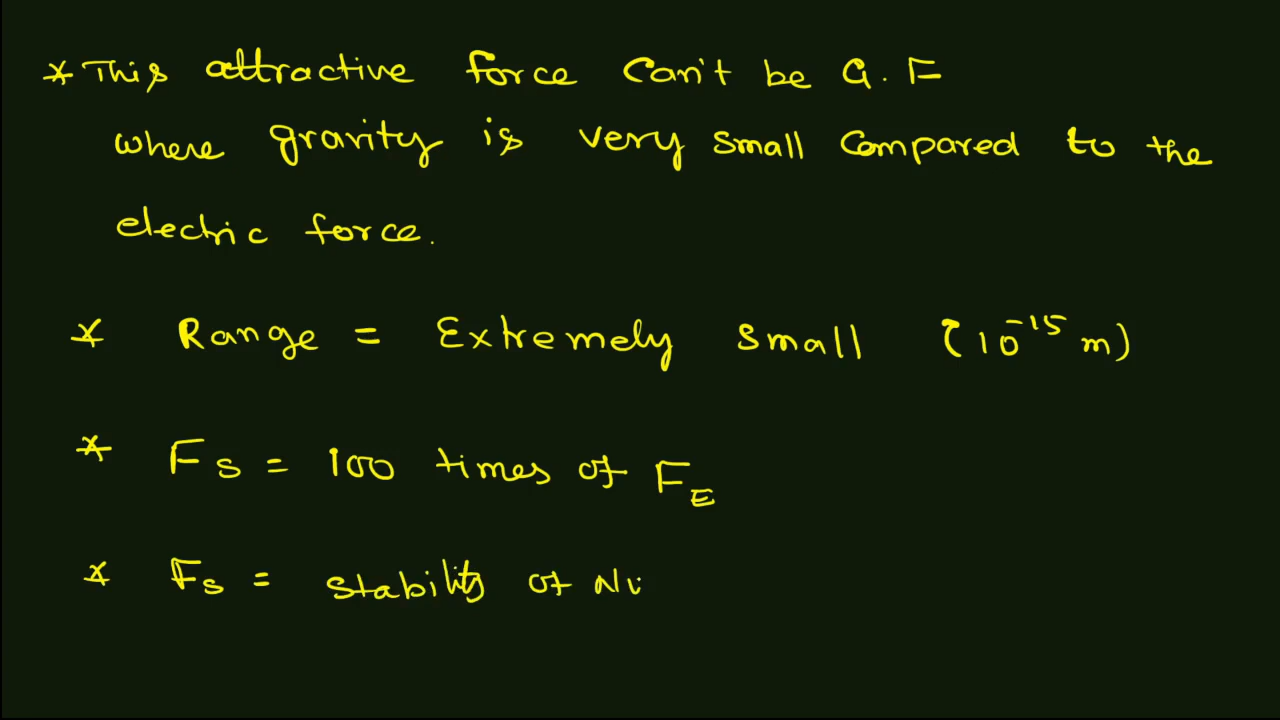 * This attractive force can't be G.F
where gravity is very small compared to the
electric force.
* Range = Extremely small (10⁻¹⁵ m)
* Fs = 100 times of FE
* Fs = stability of Nu